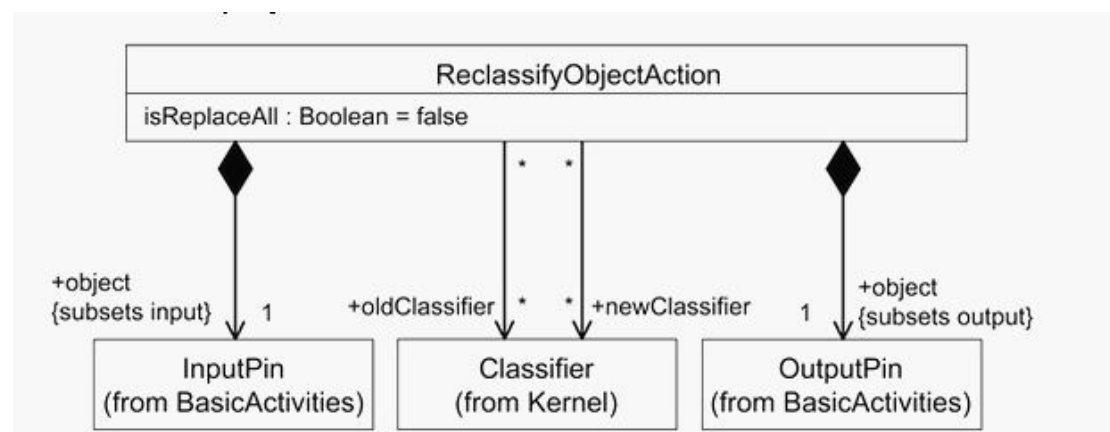 ReclassifyObjectAction
isReplaceAll : Boolean = false
* *
+object
{subsets input} 1
+oldClassifier * * +newClassifier
1 +object
{subsets output}
InputPin
(from BasicActivities)
Classifier
(from Kernel)
OutputPin
(from BasicActivities)